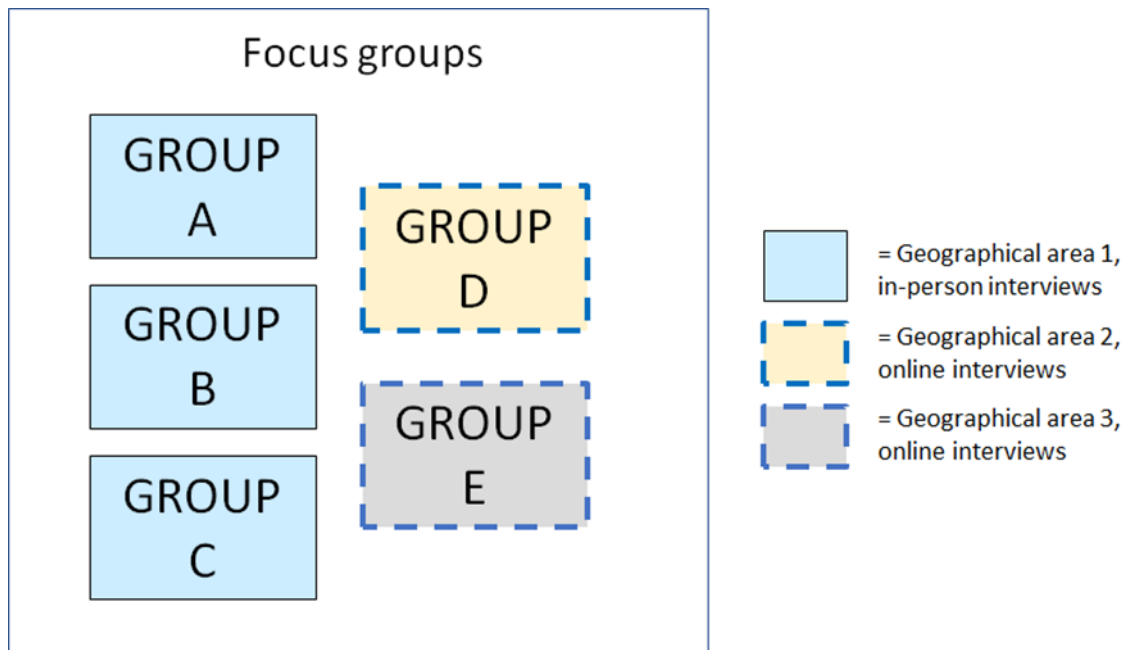 Focus groups
GROUP
A
GROUP
B
GROUP
C
GROUP
D
GROUP
E
= Geographical area 1,
in-person interviews
= Geographical area 2,
online interviews
= Geographical area 3,
online interviews